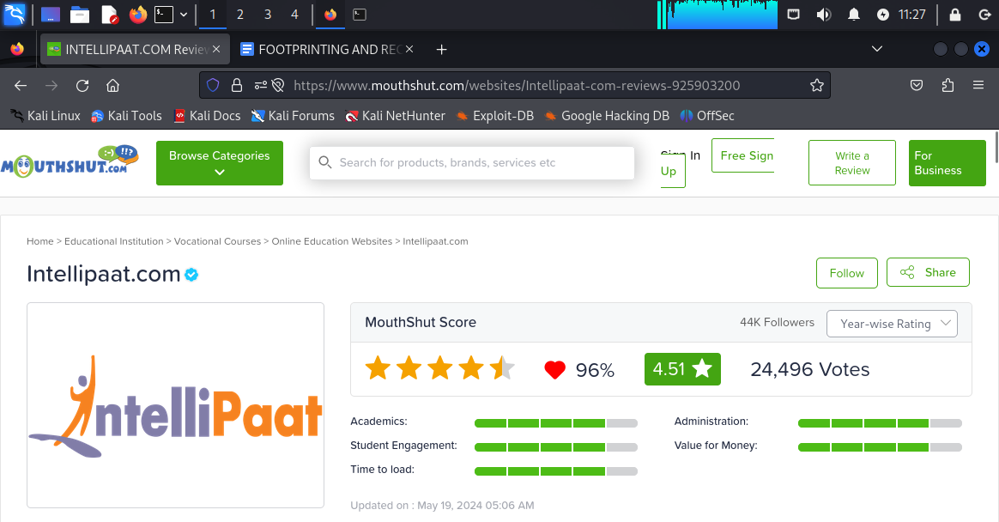 1 2 3 4 11:27
INTELLIPAAT.COM Review FOOTPRINTING AND REC
https://www.mouthshut.com/websites/Intellipaat-com-reviews-925903200
Kali Linux Kali Tools Kali Docs Kali Forums Kali NetHunter Exploit-DB Google Hacking DB OffSec
MOUTHSHUT.COM
Browse Categories
Search for products, brands, services etc
Sign In
Free Sign
Up
Write a
Review
For
Business
Home > Educational Institution > Vocational Courses > Online Education Websites > Intellipaat.com
Intellipaat.com
Follow Share
IntelliPaat
MouthShut Score 44K Followers Year-wise Rating
96% 4.51 24,496 Votes
Academics: Administration:
Student Engagement: Value for Money:
Time to load:
Updated on : May 19, 2024 05:06 AM